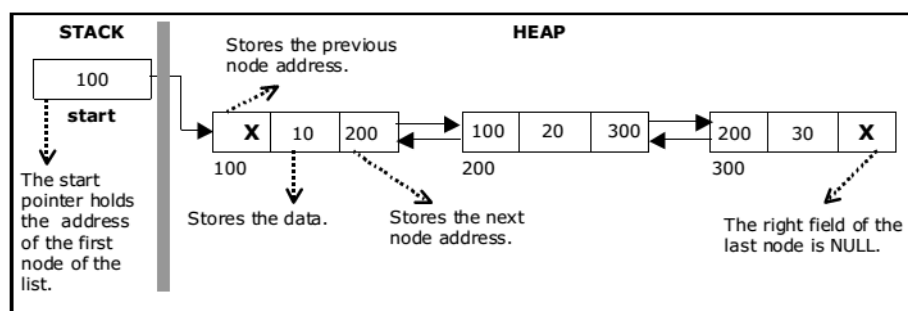 STACK
HEAP
Stores the previous
node address.
100
start
X 10 200
100 20 300
200 30 X
100
200
300
The start
pointer holds
the address
of the first
node of the
list.
Stores the data.
Stores the next
node address.
The right field of the
last node is NULL.